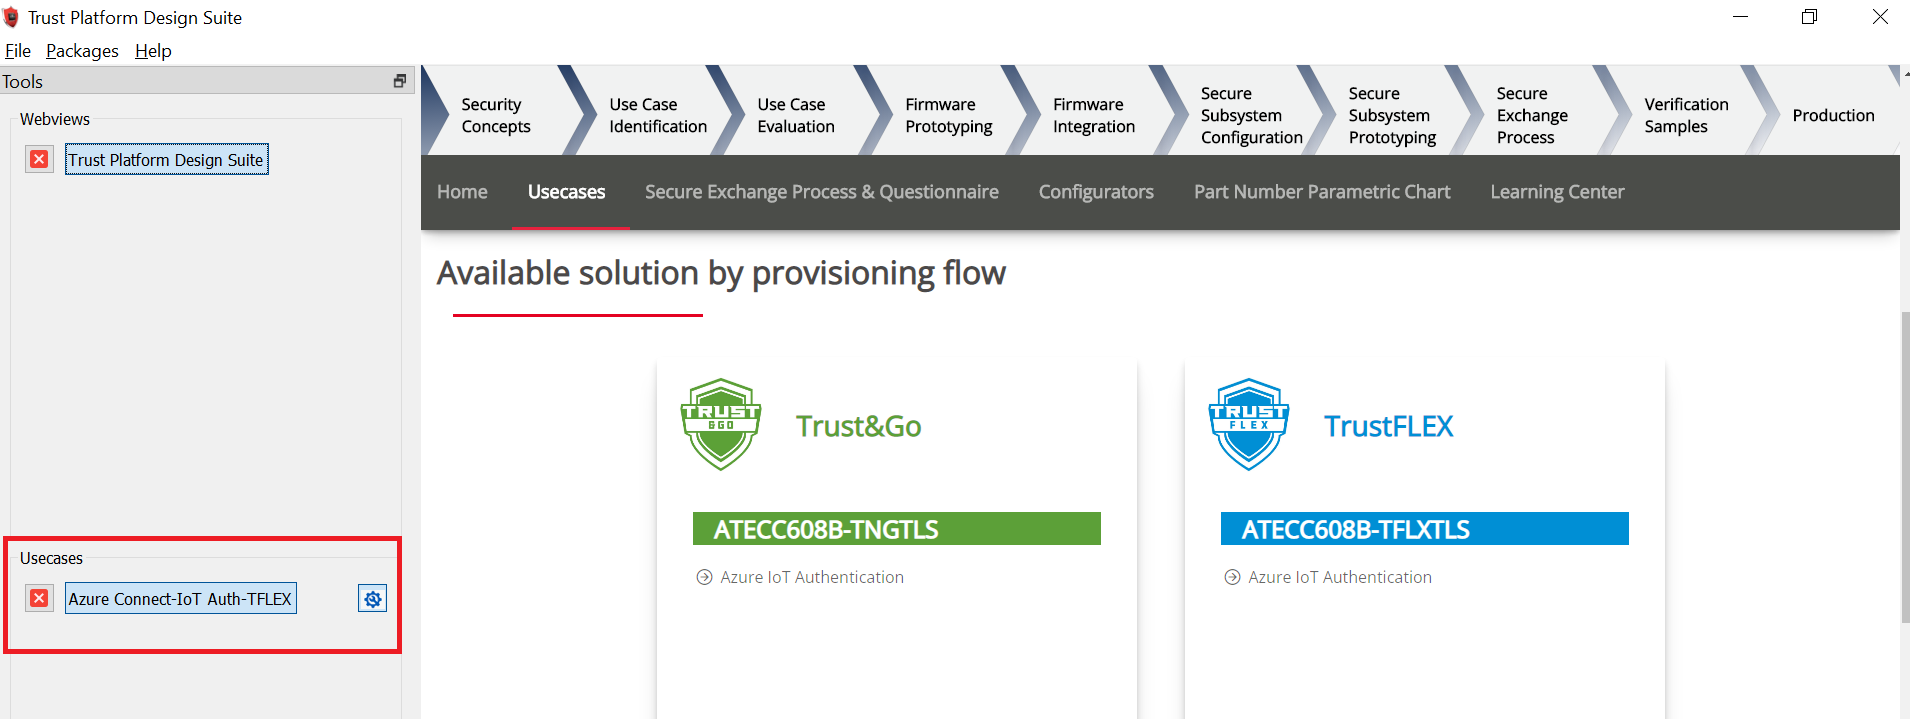 Trust Platform Design Suite
File Packages Help
Tools
Webviews
Trust Platform Design Suite
Usecases
Azure Connect-IoT Auth-TFLEX
Security
Concepts
Use Case
Identification
Use Case
Evaluation
Firmware
Prototyping
Firmware
Integration
Secure
Subsystem
Configuration
Secure
Subsystem
Prototyping
Secure
Exchange
Process
Verification
Samples
Production
Home Usecases Secure Exchange Process & Questionnaire Configurators Part Number Parametric Chart Learning Center
Available solution by provisioning flow
TRUST
&GO
Trust&Go
ATECC608B-TNGTLS
Azure IoT Authentication
TRUST
FLEX
TrustFLEX
ATECC608B-TFLXTLS
Azure IoT Authentication